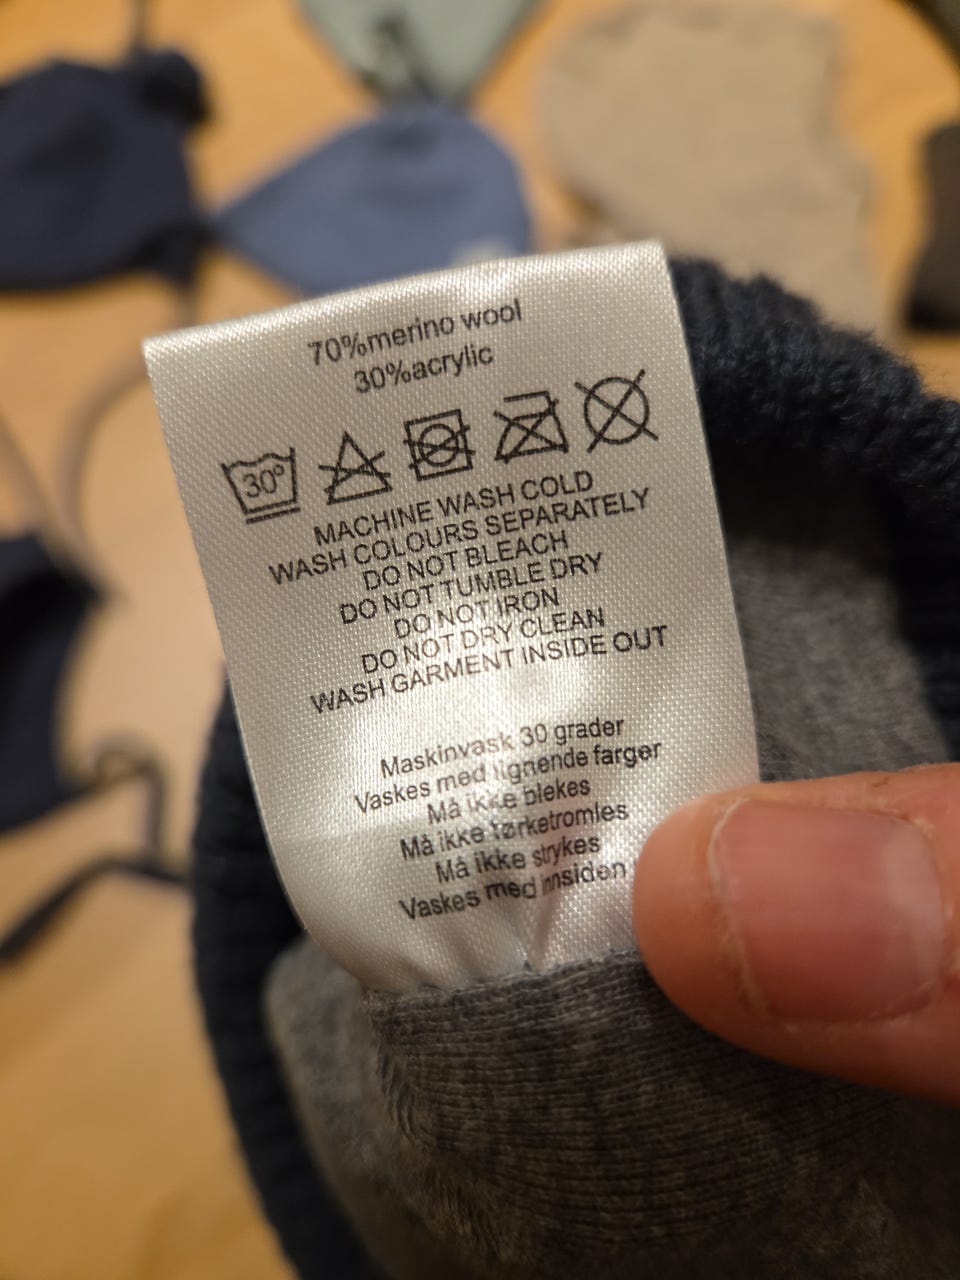 70%merino wool
30%acrylic
30°
MACHINE WASH COLD
WASH COLOURS SEPARATELY
DO NOT BLEACH
DO NOT TUMBLE DRY
DO NOT IRON
DO NOT DRY CLEAN
WASH GARMENT INSIDE OUT
Maskinvask 30 grader
Vaskes med lignende farger
Må ikke blekes
Må ikke tørketromles
Må ikke strykes
Vaskes med innsiden